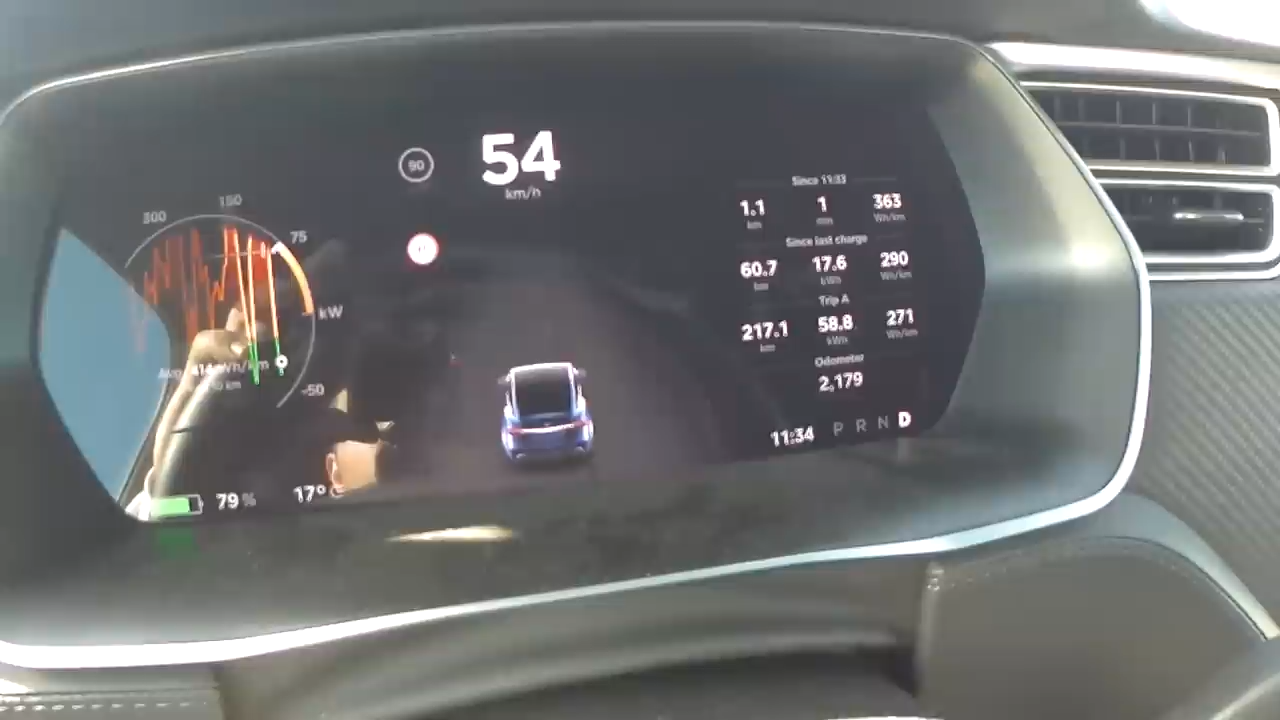 54
km/h
90
150
300
75
kW
-50
79 %
17°
Since 11:33
1.1 1 363
km min Wh/km
Since last charge
60.7 17.6 290
km kWh Wh/km
Trip A
217.1 58.8 271
km kWh Wh/km
Odometer
2,179
11:34 P R N D